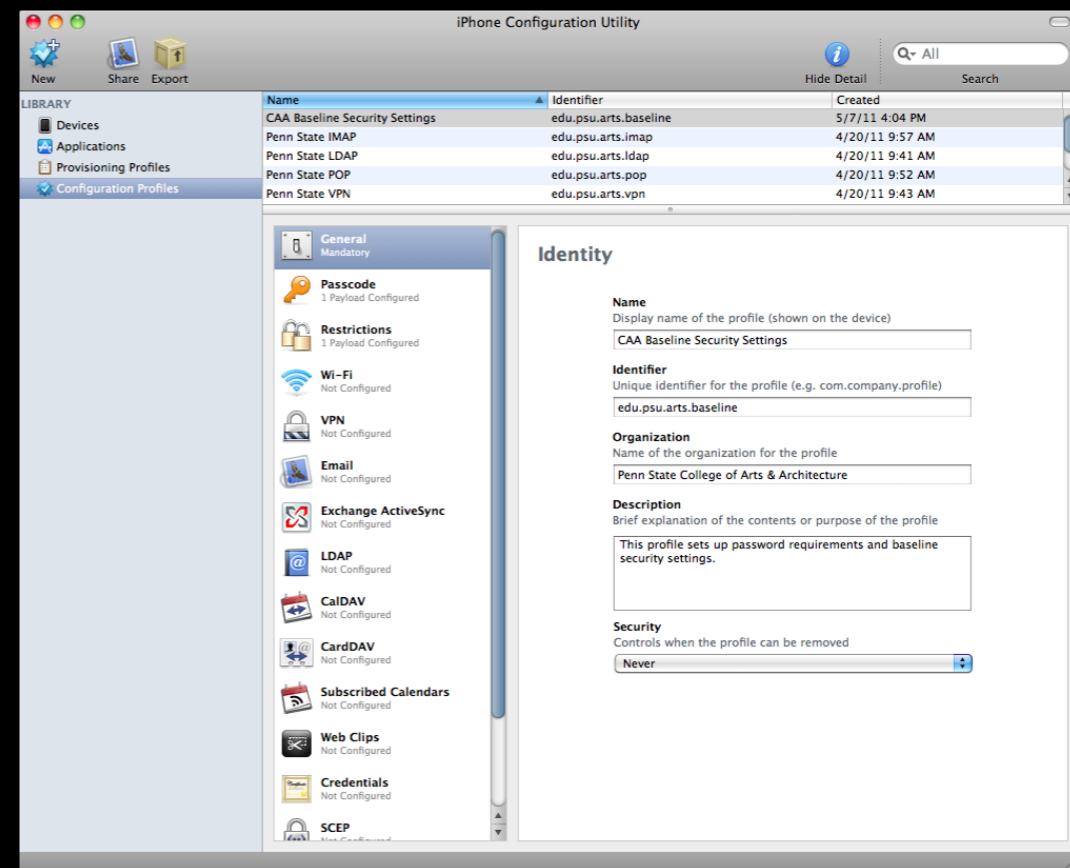 iPhone Configuration Utility
New
Share
Export
Hide Detail
All
Search
LIBRARY
Devices
Applications
Provisioning Profiles
Configuration Profiles
Name Identifier Created
CAA Baseline Security Settings edu.psu.arts.baseline 5/7/11 4:04 PM
Penn State IMAP edu.psu.arts.imap 4/20/11 9:57 AM
Penn State LDAP edu.psu.arts.ldap 4/20/11 9:41 AM
Penn State POP edu.psu.arts.pop 4/20/11 9:52 AM
Penn State VPN edu.psu.arts.vpn 4/20/11 9:43 AM
General
Mandatory
Passcode
1 Payload Configured
Restrictions
1 Payload Configured
Wi-Fi
Not Configured
VPN
Not Configured
Email
Not Configured
Exchange ActiveSync
Not Configured
LDAP
Not Configured
CalDAV
Not Configured
CardDAV
Not Configured
Subscribed Calendars
Not Configured
Web Clips
Not Configured
Credentials
Not Configured
SCEP
Identity
Name
Display name of the profile (shown on the device)
CAA Baseline Security Settings
Identifier
Unique identifier for the profile (e.g. com.company.profile)
edu.psu.arts.baseline
Organization
Name of the organization for the profile
Penn State College of Arts & Architecture
Description
Brief explanation of the contents or purpose of the profile
This profile sets up password requirements and baseline
security settings.
Security
Controls when the profile can be removed
Never